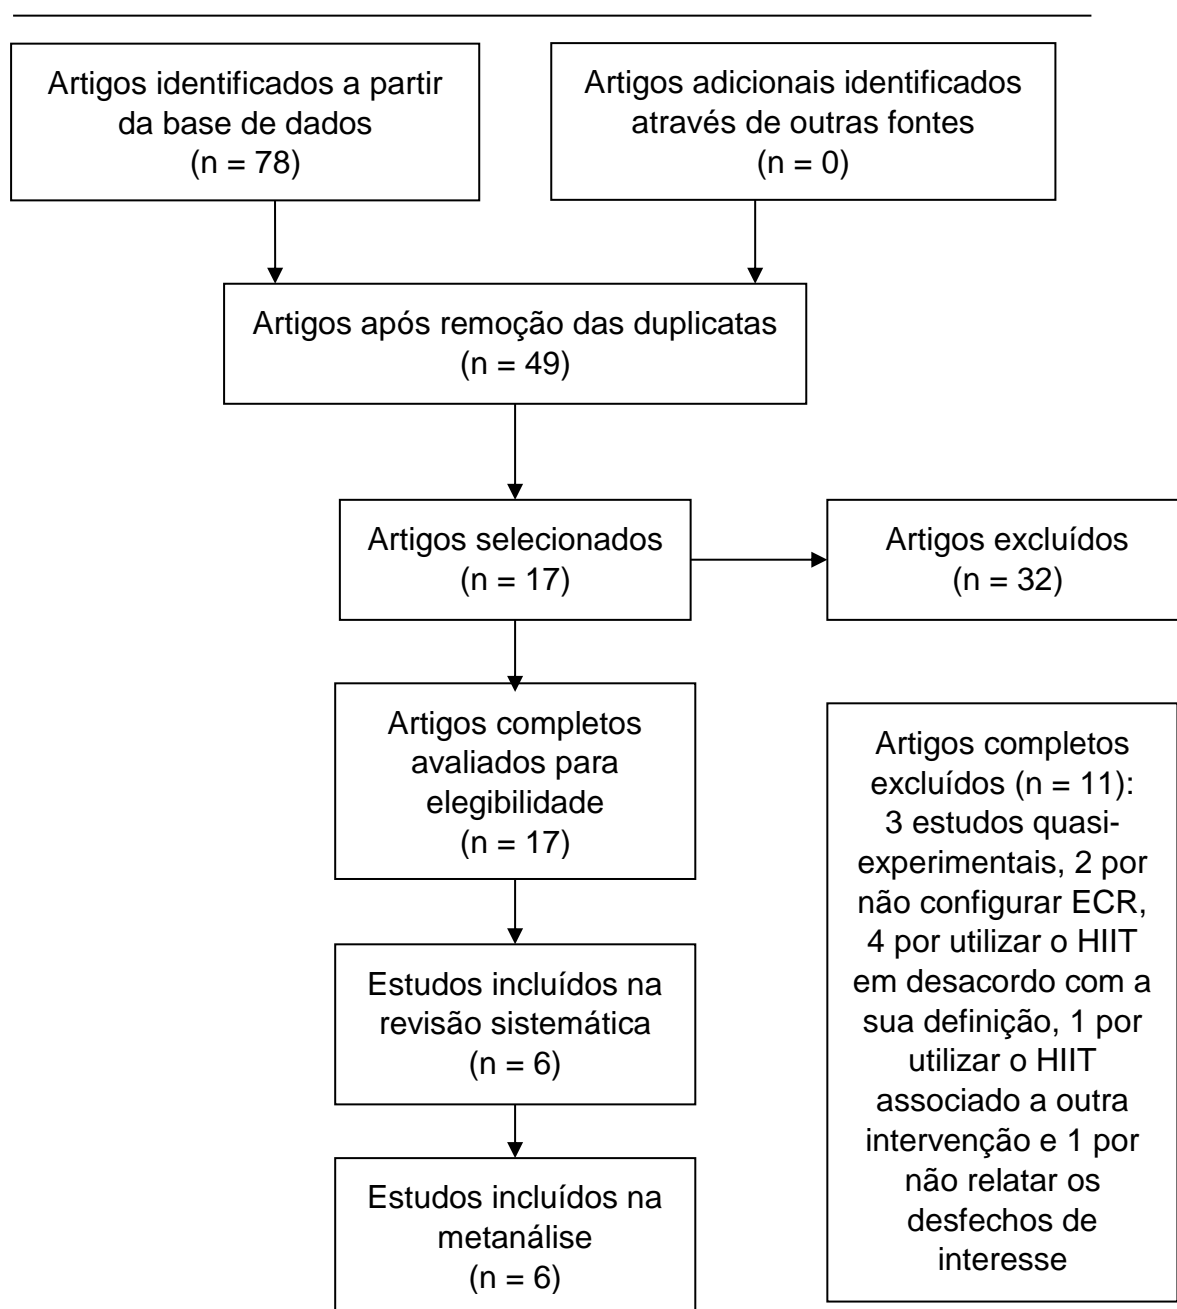 Artigos identificados a partir
da base de dados
(n = 78)
Artigos adicionais identificados
através de outras fontes
(n = 0)
Artigos após remoção das duplicatas
(n = 49)
Artigos selecionados
(n = 17)
Artigos excluídos
(n = 32)
Artigos completos
avaliados para
elegibilidade
(n = 17)
Artigos completos
excluídos (n = 11):
3 estudos quasi-
experimentais, 2 por
não configurar ECR,
4 por utilizar o HIIT
em desacordo com a
sua definição, 1 por
utilizar o HIIT
associado a outra
intervenção e 1 por
não relatar os
desfechos de
interesse
Estudos incluídos na
revisão sistemática
(n = 6)
Estudos incluídos na
metanálise
(n = 6)